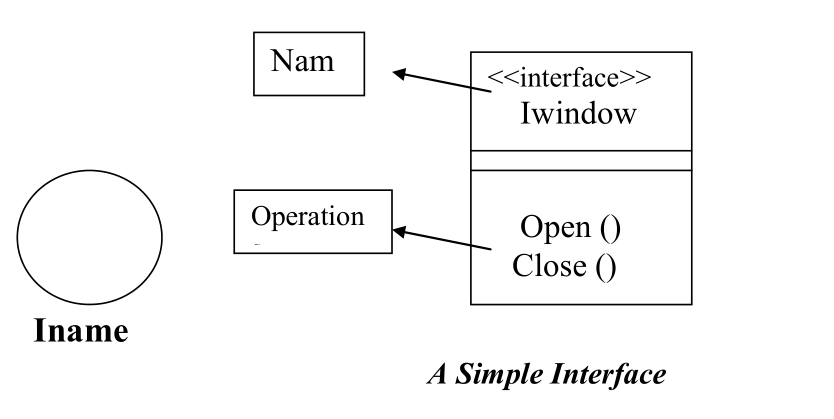 Nam
<<interface>>
Iwindow
Operation
Open ()
Close ()
Iname
A Simple Interface